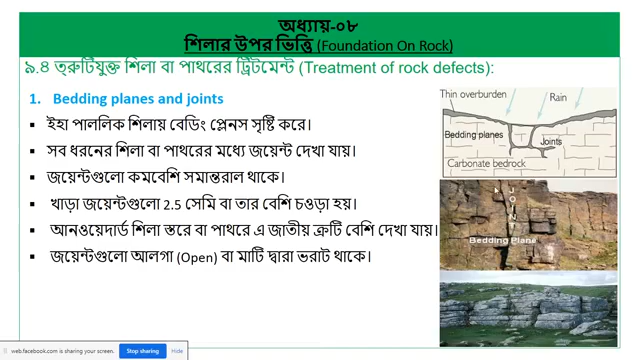 অধ্যায়-০৮
শিলার উপর ভিত্তি (Foundation On Rock)
৯.৪ ত্রুটিযুক্ত শিলা বা পাথরের ট্রিটমেন্ট (Treatment of rock defects):
1. Bedding planes and joints
▪ ইহা পাললিক শিলায় বেডিং প্লেনস সৃষ্টি করে।
▪ সব ধরনের শিলা বা পাথরের মধ্যে জয়েন্ট দেখা যায়।
▪ জয়েন্টগুলো কমবেশি সমান্তরাল থাকে।
▪ খাড়া জয়েন্টগুলো 2.5 সেমি বা তার বেশি চওড়া হয়।
▪ আনওয়েদার্ড শিলা স্তরে বা পাথরে এ জাতীয় ত্রুটি বেশি দেখা যায়।
▪ জয়েন্টগুলো আলগা (Open) বা মাটি দ্বারা ভরাট থাকে।
Thin overburden
Rain
Bedding planes
Joints
Carbonate bedrock
JOINT
Bedding Plane
web.facebook.com is sharing your screen.
Stop sharing
Hide